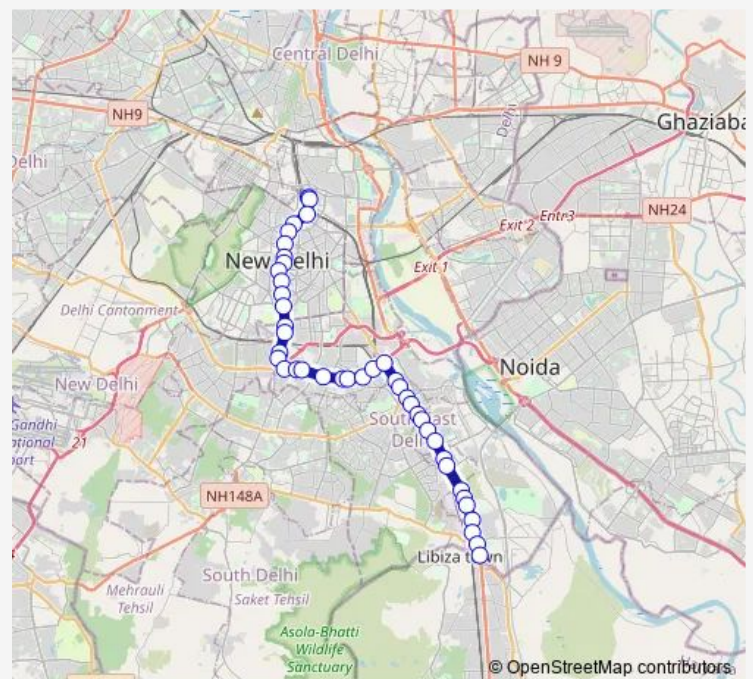 Central Delhi
NH 9
NH9
Ghaziaba
Delhi
Delhi
Exit 2
Entr3
NH24
New Delhi
Exit 1
Delhi Cantonment
New Delhi
Noida
Gandhi
ational
port
21
South East
Delhi
NH148A
Libiza town
South Delhi
Mehrauli
Tehsil
Saket Tehsil
Asola-Bhatti
Wildlife
Sanctuary
© OpenStreetMap contributors